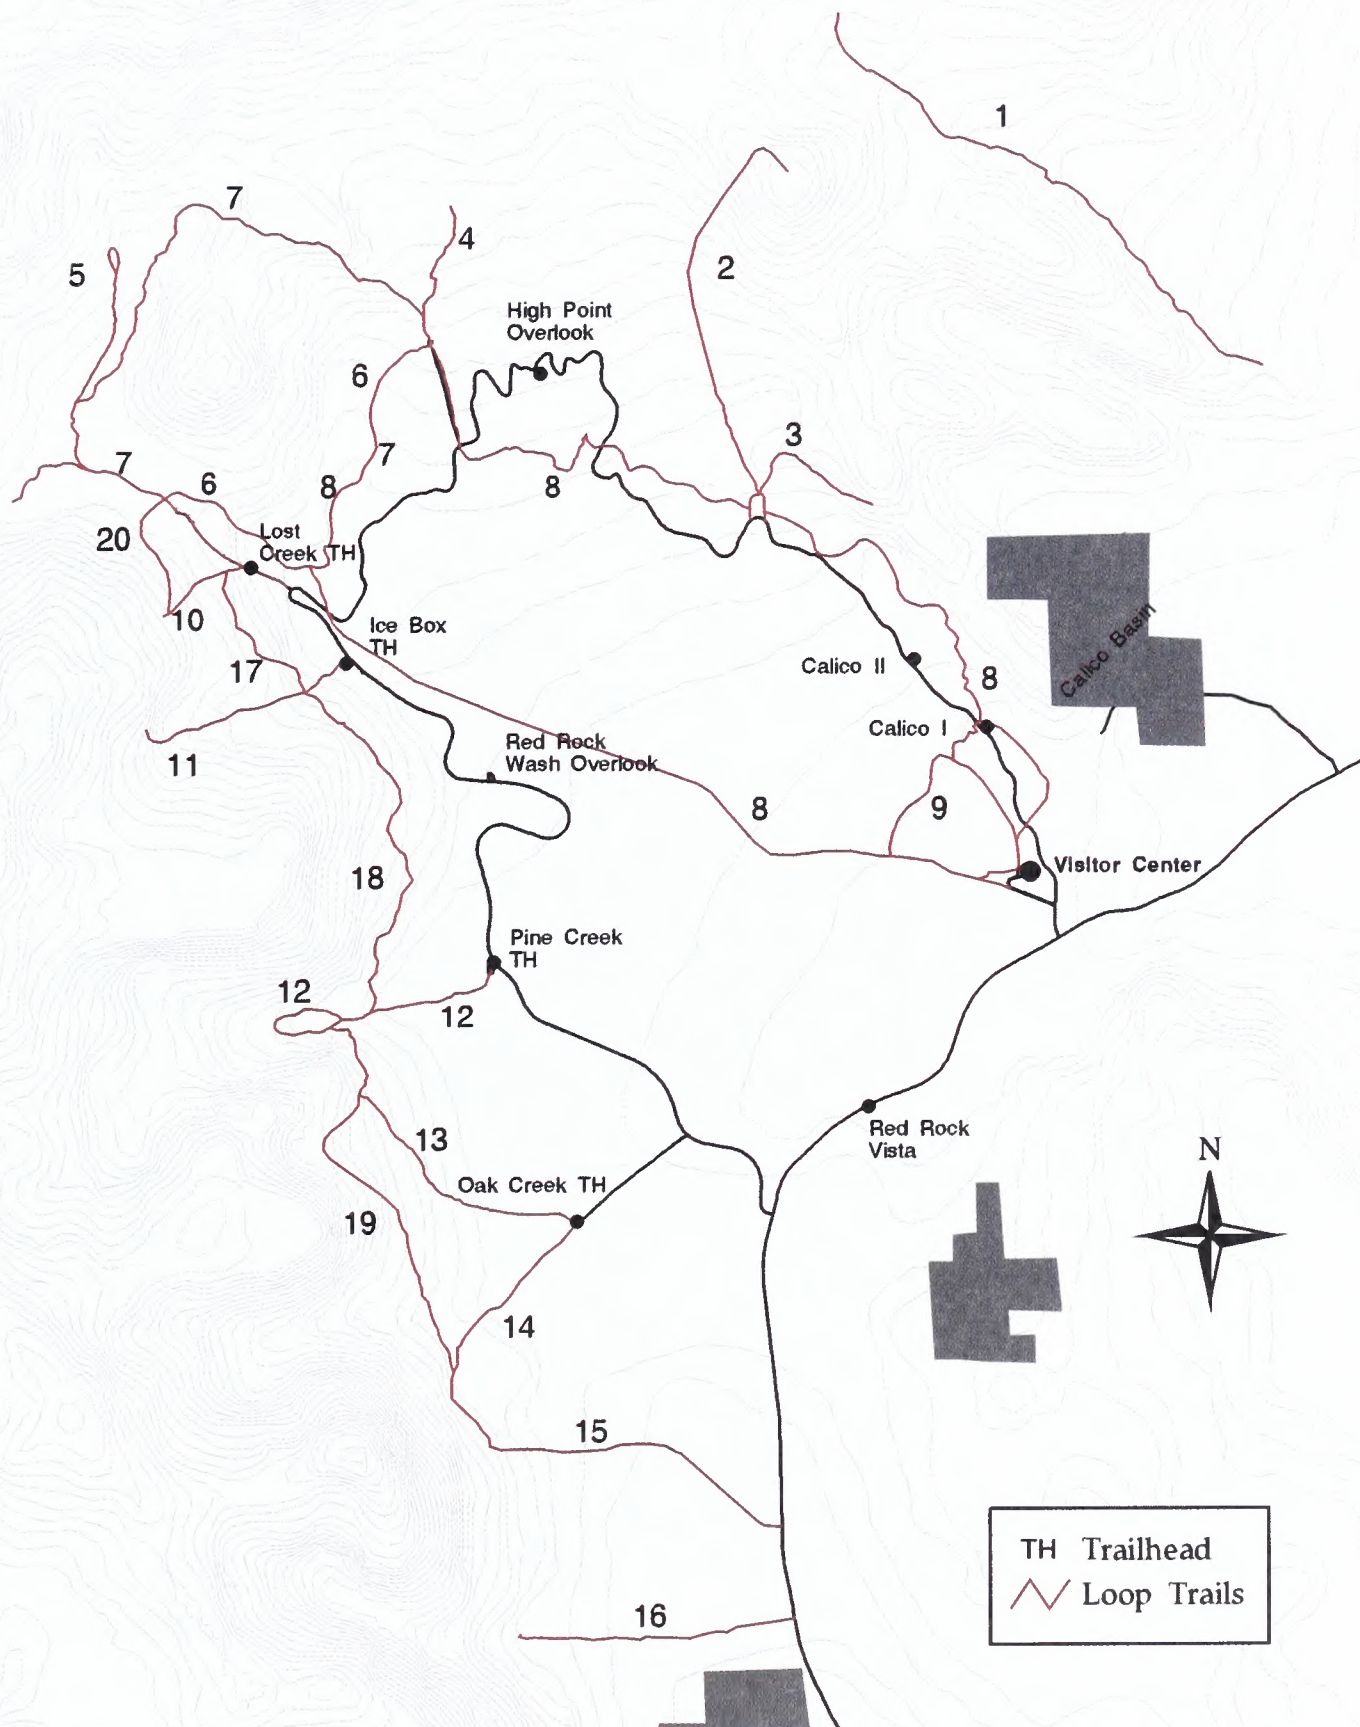 1
7
4
5
2
High Point
Overlook
6
3
7
7
6
8
8
20
Lost
Creek TH
10
Ice Box
TH
17
Calico Basin
Calico II
8
Calico I
11
Red Rock
Wash Overlook
8
9
18
Visitor Center
Pine Creek
TH
12
12
Red Rock
Vista
13
N
Oak Creek TH
19
14
15
TH Trailhead
Loop Trails
16